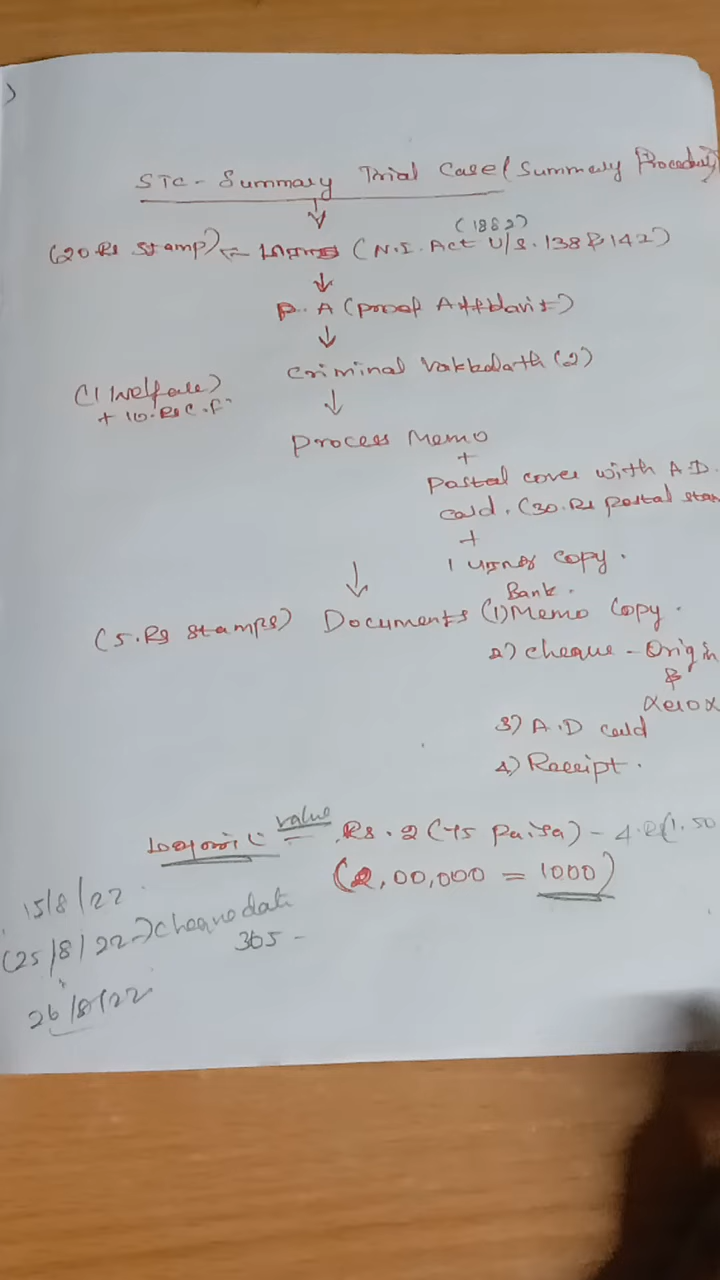 STC - Summary Trial Case (Summary Procedure)
(1882)
(20 Rs Stamp) = (N.I. Act U/S. 138 & 142)
P. A (proof Affidavit)
Criminal Vakkalath (2)
(1 Welfare)
+ 10. Rs C.F
Process Memo
+
Postal cover with A.D.
card. (30. Rs postal sta
+
1 copy.
Bank.
(5. Rs stamps) Documents (1) Memo Copy.
2) Cheque - Origin
&
Xerox
3) A.D card
4) Receipt.
value
Rs. 2 (75 Paisa) - 4. (1.50
(2,00,000 = 1000)
15/8/22
(25/8/22 -> Cheque date
365 -
26/8/22